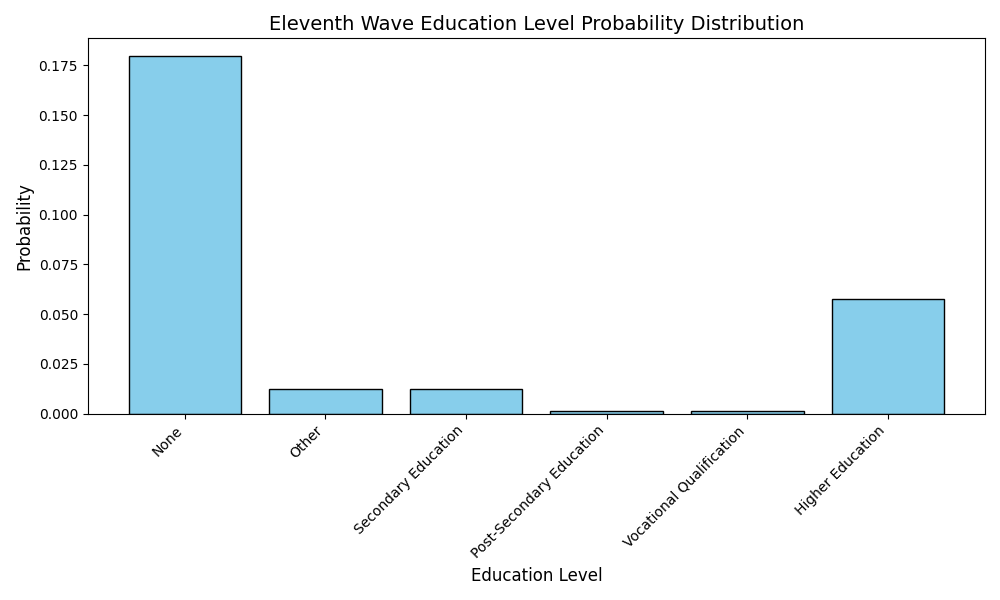 Eleventh Wave Education Level Probability Distribution
Probability
0.175
0.150
0.125
0.100
0.075
0.050
0.025
0.000
None
Other
Secondary Education
Post-Secondary Education
Vocational Qualification
Higher Education
Education Level